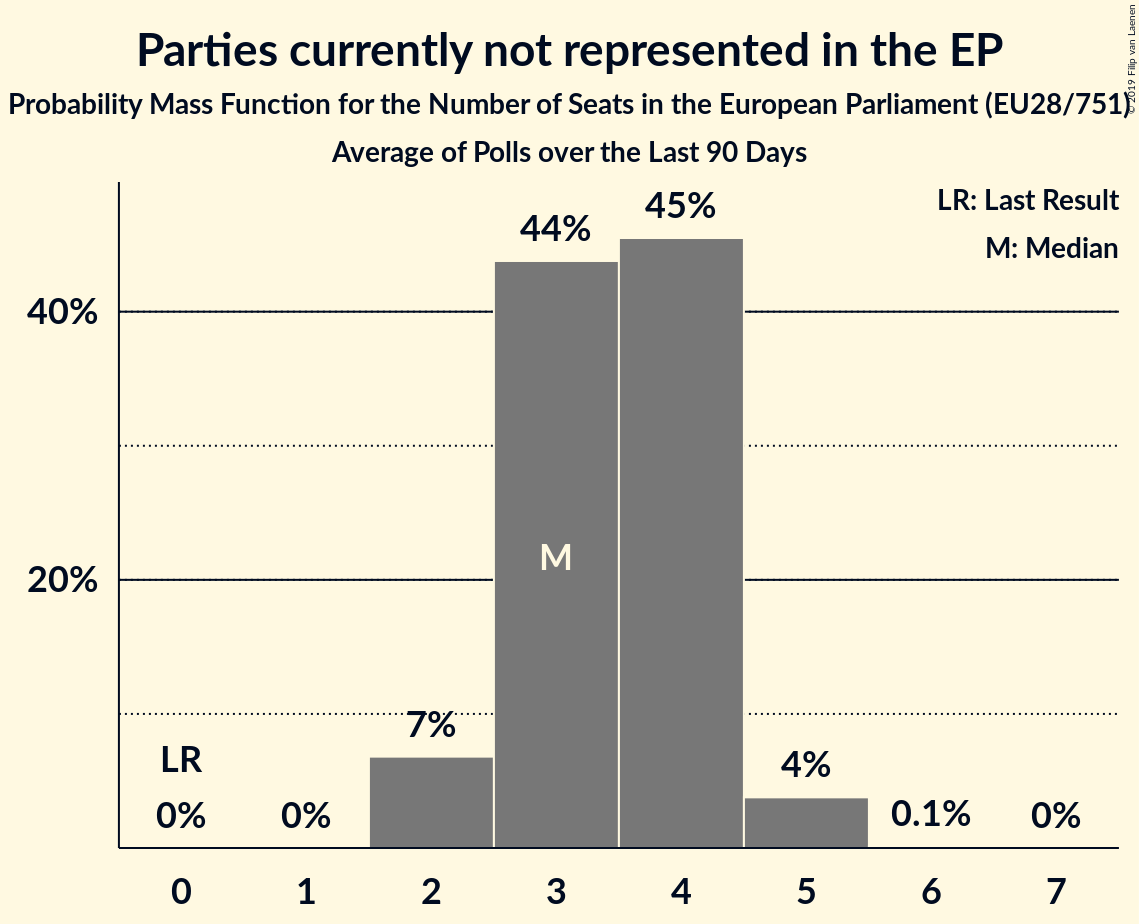 Parties currently not represented in the EP
Probability Mass Function for the Number of Seats in the European Parliament (EU28/751)
Average of Polls over the Last 90 Days
© 2019 Filip van Laenen
LR: Last Result
M: Median
40%
20%
LR
0%
0%
7%
44%
M
45%
4%
0.1%
0%
0 1 2 3 4 5 6 7